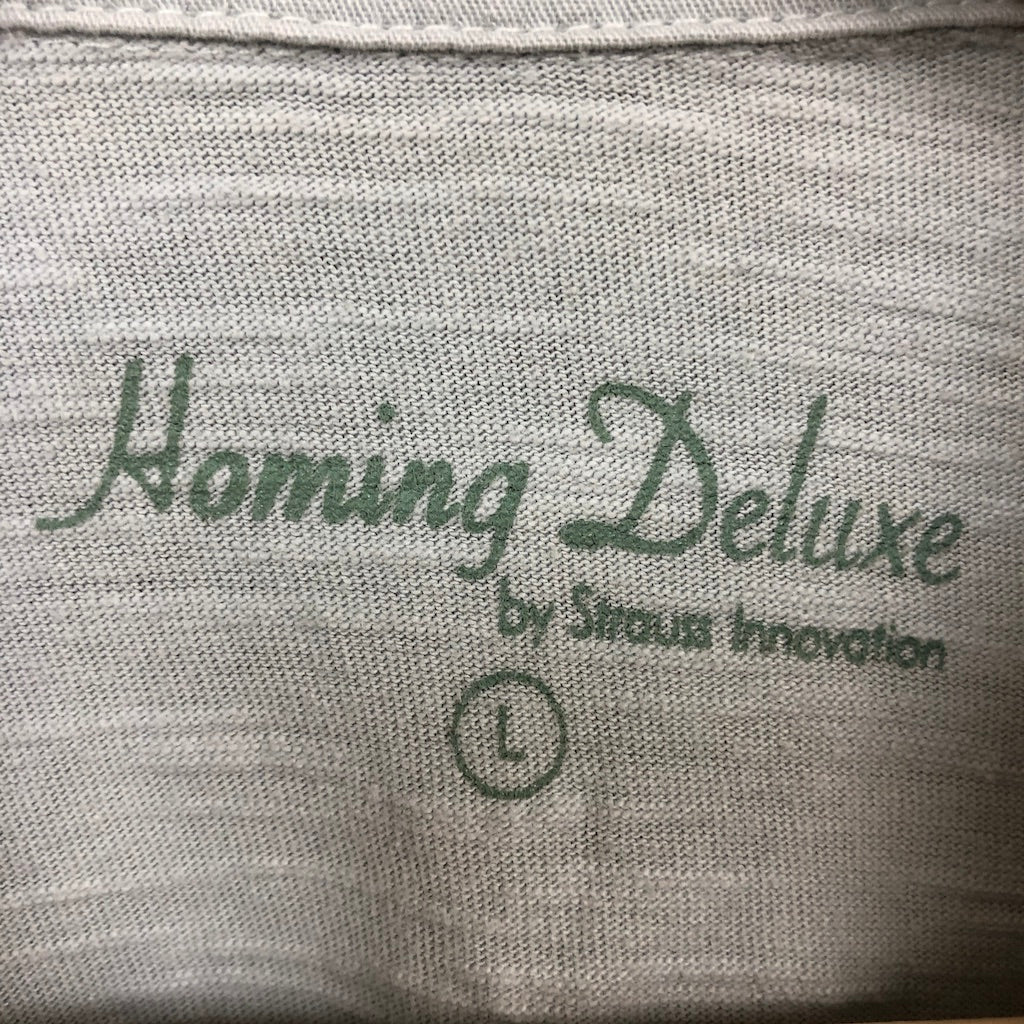 Homing Deluxe
by Strauss Innovation
L